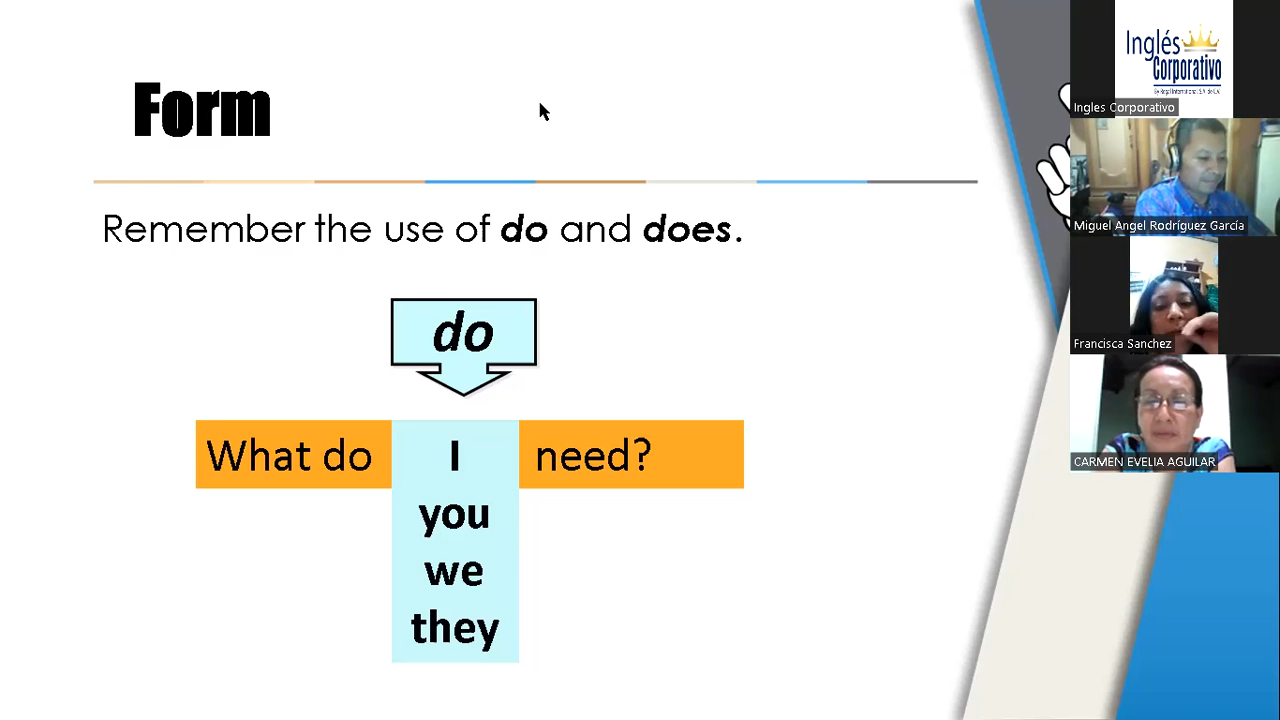 Form
Remember the use of do and does.
do
What do I need?
you
we
they
Inglés
Corporativo
Ingles Corporativo
Miguel Angel Rodríguez García
Francisca Sanchez
CARMEN EVELIA AGUILAR